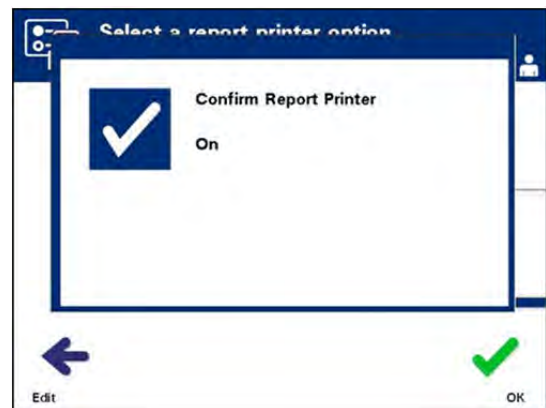 Select a report printer option
Confirm Report Printer
On
Edit
OK